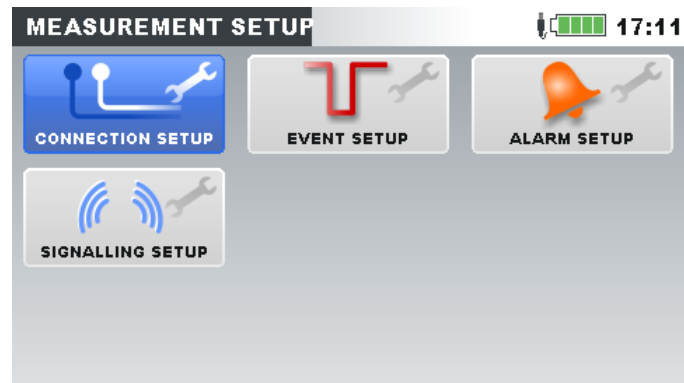 MEASUREMENT SETUP
17:11
CONNECTION SETUP
EVENT SETUP
ALARM SETUP
SIGNALLING SETUP